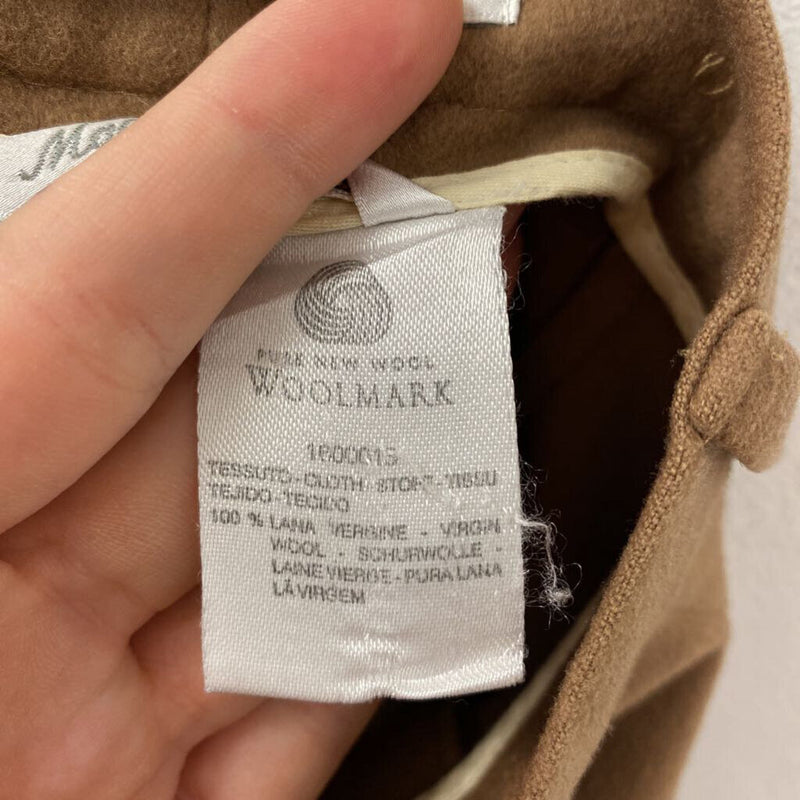 PURE NEW WOOL
WOOLMARK
TESSUTO-CLOTH STOFF-TISSU
TEJIDO-TECIDO
100 % LANA VERGINE - VIRGIN
WOOL - SCHURWOLLE -
LAINE VIERGE-PURA LANA
LÃ VIRGEM